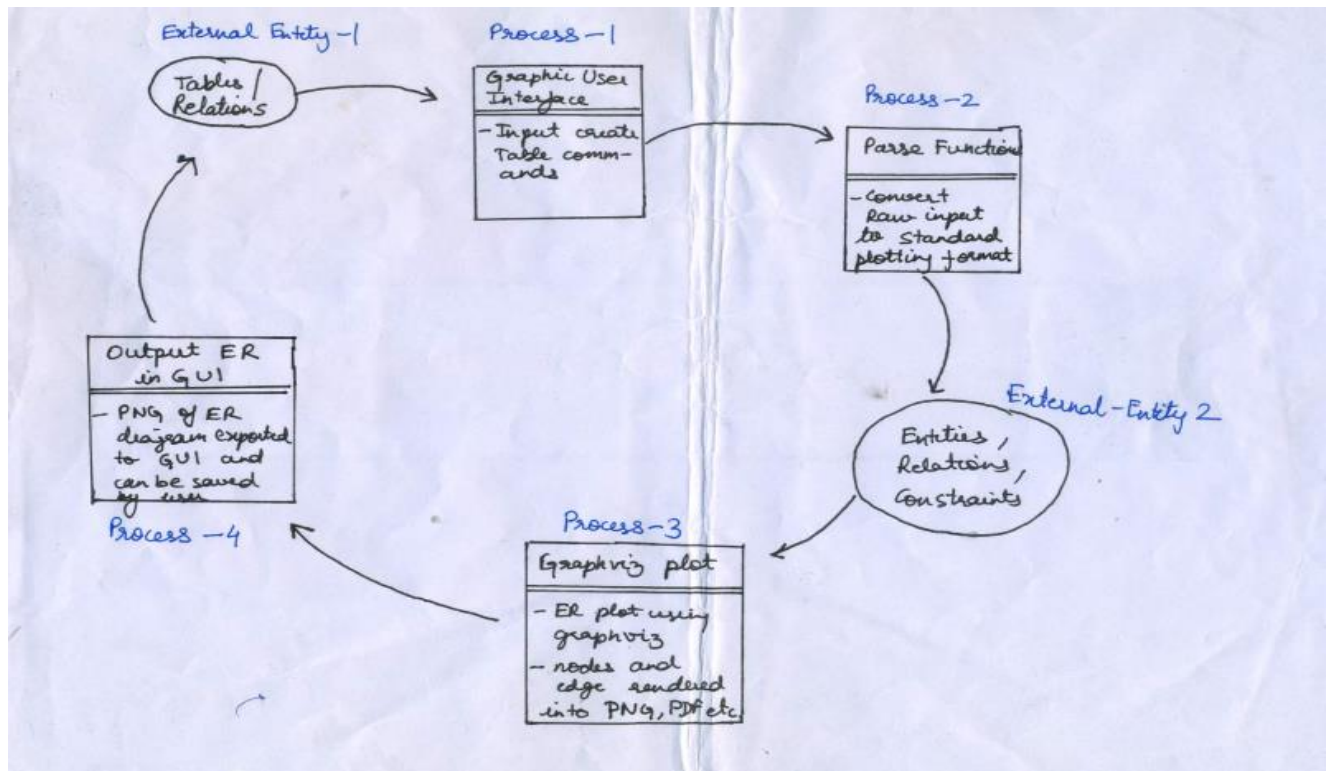 External Entity-1
Tables /
Relations
Process-1
Graphic User
Interface
- Input create
Table comm-
ands
Process-2
Parse Function
- Convert
Raw input
to standard
plotting format
External-Entity 2
Entities,
Relations,
Constraints
Process-3
Graphviz plot
- ER plot using
graphviz
- nodes and
edge rendered
into PNG, PDF etc.
Output ER
in GUI
- PNG of ER
diagram exported
to GUI and
can be saved
by user
Process-4